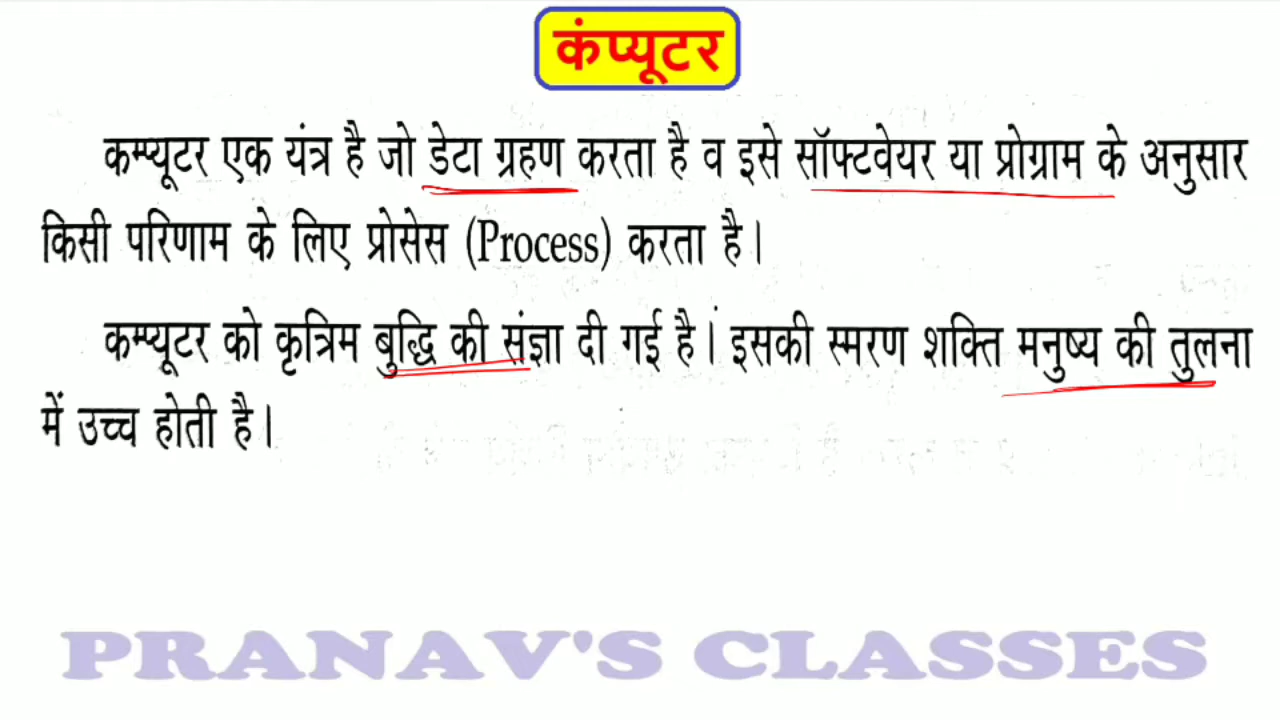 कंप्यूटर
कम्प्यूटर एक यंत्र है जो डेटा ग्रहण करता है व इसे सॉफ्टवेयर या प्रोग्राम के अनुसार
किसी परिणाम के लिए प्रोसेस (Process) करता है।
कम्प्यूटर को कृत्रिम बुद्धि की संज्ञा दी गई है। इसकी स्मरण शक्ति मनुष्य की तुलना
में उच्च होती है।
PRANAV'S CLASSES